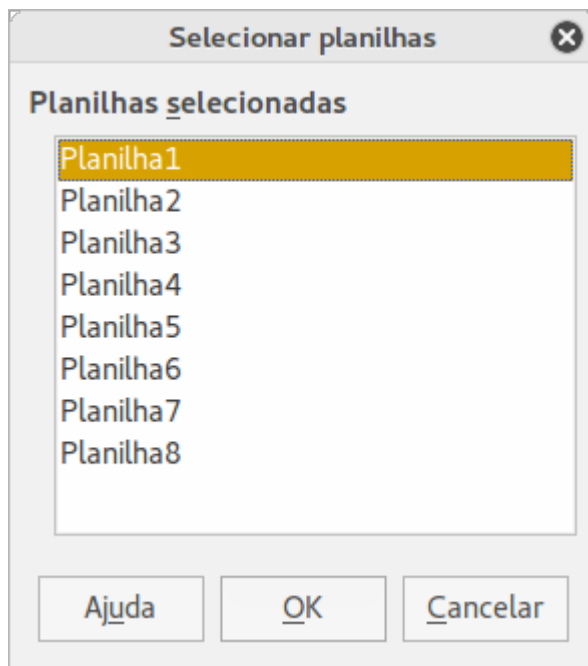 Selecionar planilhas
Planilhas selecionadas
Planilha1
Planilha2
Planilha3
Planilha4
Planilha5
Planilha6
Planilha7
Planilha8
Ajuda OK Cancelar